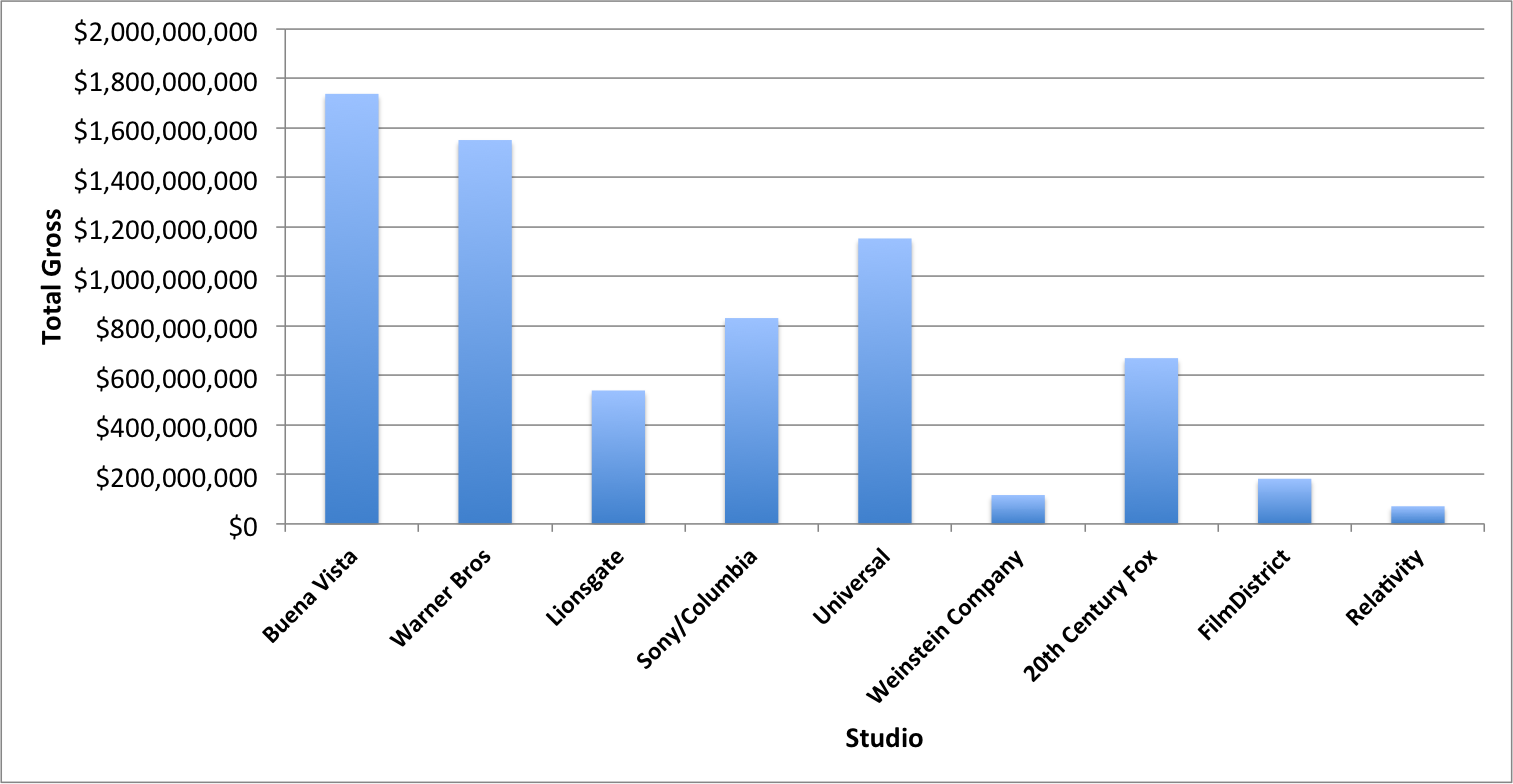 Total Gross
$2,000,000,000
$1,800,000,000
$1,600,000,000
$1,400,000,000
$1,200,000,000
$1,000,000,000
$800,000,000
$600,000,000
$400,000,000
$200,000,000
$0
Buena Vista
Warner Bros
Lionsgate
Sony/Columbia
Universal
Weinstein Company
20th Century Fox
FilmDistrict
Relativity
Studio